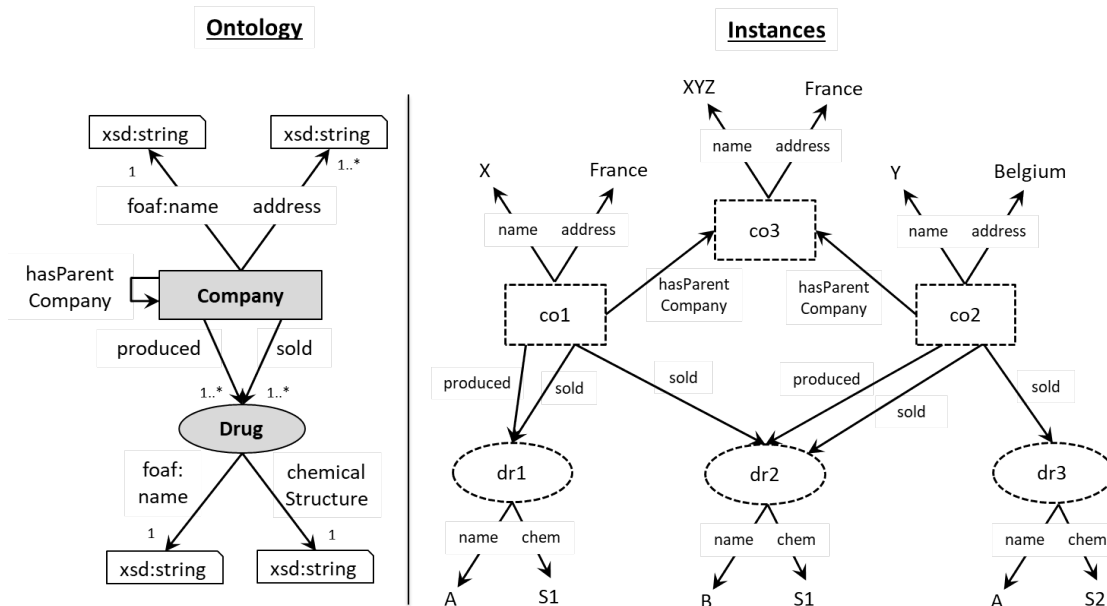 Ontology
xsd:string
xsd:string
1
1..*
foaf:name
address
hasParent
Company
Company
produced
sold
1..*
1..*
Drug
foaf:
name
chemical
Structure
1
1
xsd:string
xsd:string
Instances
XYZ
France
name
address
X
France
Y
Belgium
name
address
co3
name
address
hasParent
Company
hasParent
Company
co1
co2
produced
sold
sold
produced
sold
sold
dr1
dr2
dr3
name
chem
name
chem
name
chem
A
S1
B
S1
A
S2